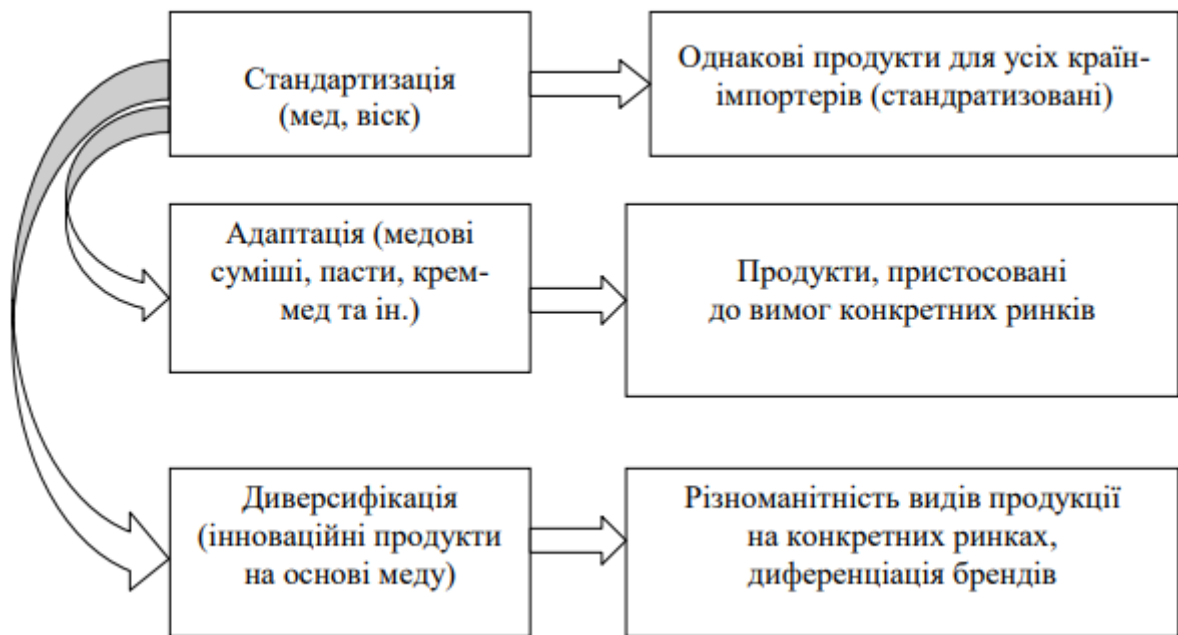 Стандартизація
(мед, віск)
Однакові продукти для усіх країн-
імпортерів (стандратизовані)
Адаптація (медові
суміші, пасти, крем-
мед та ін.)
Продукти, пристосовані
до вимог конкретних ринків
Диверсифікація
(інноваційні продукти
на основі меду)
Різноманітність видів продукції
на конкретних ринках,
диференціація брендів